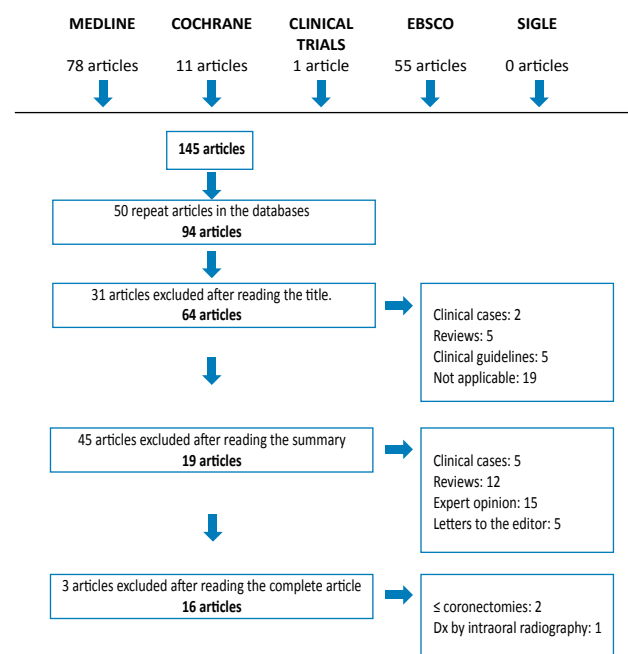 MEDLINE COCHRANE CLINICAL TRIALS EBSCO SIGLE
78 articles 11 articles 1 article 55 articles 0 articles
145 articles
50 repeat articles in the databases
94 articles
31 articles excluded after reading the title.
64 articles
Clinical cases: 2
Reviews: 5
Clinical guidelines: 5
Not applicable: 19
45 articles excluded after reading the summary
19 articles
Clinical cases: 5
Reviews: 12
Expert opinion: 15
Letters to the editor: 5
3 articles excluded after reading the complete article
16 articles
≤ coronectomies: 2
Dx by intraoral radiography: 1